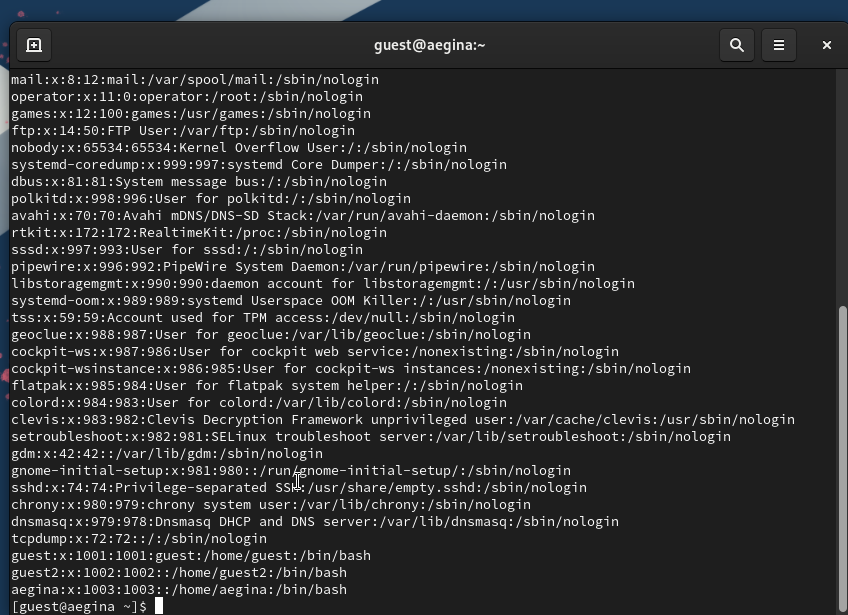 guest@aegina:~
mail:x:8:12:mail:/var/spool/mail:/sbin/nologin
operator:x:11:0:operator:/root:/sbin/nologin
games:x:12:100:games:/usr/games:/sbin/nologin
ftp:x:14:50:FTP User:/var/ftp:/sbin/nologin
nobody:x:65534:65534:Kernel Overflow User:/:/sbin/nologin
systemd-coredump:x:999:997:systemd Core Dumper:/:/sbin/nologin
dbus:x:81:81:System message bus:/:/sbin/nologin
polkitd:x:998:996:User for polkitd:/:/sbin/nologin
avahi:x:70:70:Avahi mDNS/DNS-SD Stack:/var/run/avahi-daemon:/sbin/nologin
rtkit:x:172:172:RealtimeKit:/proc:/sbin/nologin
sssd:x:997:993:User for sssd:/:/sbin/nologin
pipewire:x:996:992:PipeWire System Daemon:/var/run/pipewire:/sbin/nologin
libstoragemgmt:x:990:990:daemon account for libstoragemgmt:/:/usr/sbin/nologin
systemd-oom:x:989:989:systemd Userspace OOM Killer:/:/usr/sbin/nologin
tss:x:59:59:Account used for TPM access:/dev/null:/sbin/nologin
geoclue:x:988:987:User for geoclue:/var/lib/geoclue:/sbin/nologin
cockpit-ws:x:987:986:User for cockpit web service:/nonexisting:/sbin/nologin
cockpit-wsinstance:x:986:985:User for cockpit-ws instances:/nonexisting:/sbin/nologin
flatpak:x:985:984:User for flatpak system helper:/:/sbin/nologin
colord:x:984:983:User for colord:/var/lib/colord:/sbin/nologin
clevis:x:983:982:Clevis Decryption Framework unprivileged user:/var/cache/clevis:/usr/sbin/nologin
setroubleshoot:x:982:981:SELinux troubleshoot server:/var/lib/setroubleshoot:/sbin/nologin
gdm:x:42:42::/var/lib/gdm:/sbin/nologin
gnome-initial-setup:x:981:980::/run/gnome-initial-setup/:/sbin/nologin
sshd:x:74:74:Privilege-separated SSH:/usr/share/empty.sshd:/sbin/nologin
chrony:x:980:979:chrony system user:/var/lib/chrony:/sbin/nologin
dnsmasq:x:979:978:Dnsmasq DHCP and DNS server:/var/lib/dnsmasq:/sbin/nologin
tcpdump:x:72:72::/:/sbin/nologin
guest:x:1001:1001:guest:/home/guest:/bin/bash
guest2:x:1002:1002::/home/guest2:/bin/bash
aegina:x:1003:1003::/home/aegina:/bin/bash
[guest@aegina ~]$